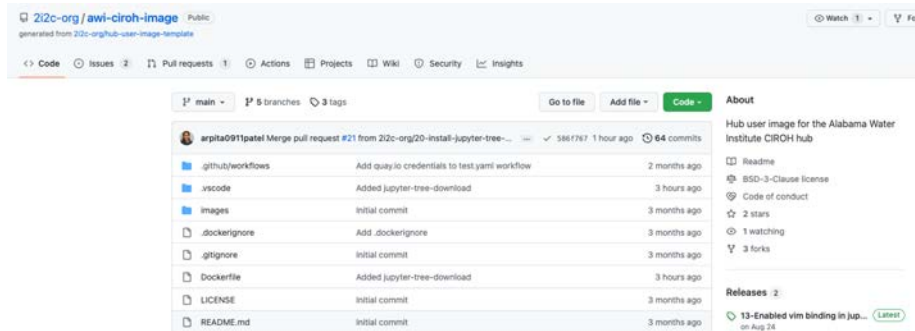 2i2c-org / awi-ciroh-image Public
Watch 1
generated from 2i2c-org/hub-user-image-template
Code Issues 2 Pull requests 1 Actions Projects Wiki Security Insights
main 5 branches 3 tags Go to file Add file Code
arpita0911patel Merge pull request #21 from 2i2c-org/20-install-jupyter-tree-... 586f767 1 hour ago 64 commits
.github/workflows Add quay.io credentials to test.yaml workflow 2 months ago
.vscode Added jupyter-tree-download 3 hours ago
images Initial commit 3 months ago
.dockerignore Add .dockerignore 3 months ago
.gitignore Initial commit 3 months ago
Dockerfile Added jupyter-tree-download 3 hours ago
LICENSE Initial commit 3 months ago
README.md Initial commit 3 months ago
About
Hub user image for the Alabama Water
Institute CIROH hub
Readme
BSD-3-Clause license
Code of conduct
2 stars
1 watching
3 forks
Releases 2
13-Enabled vim binding in jup... Latest
on Aug 24